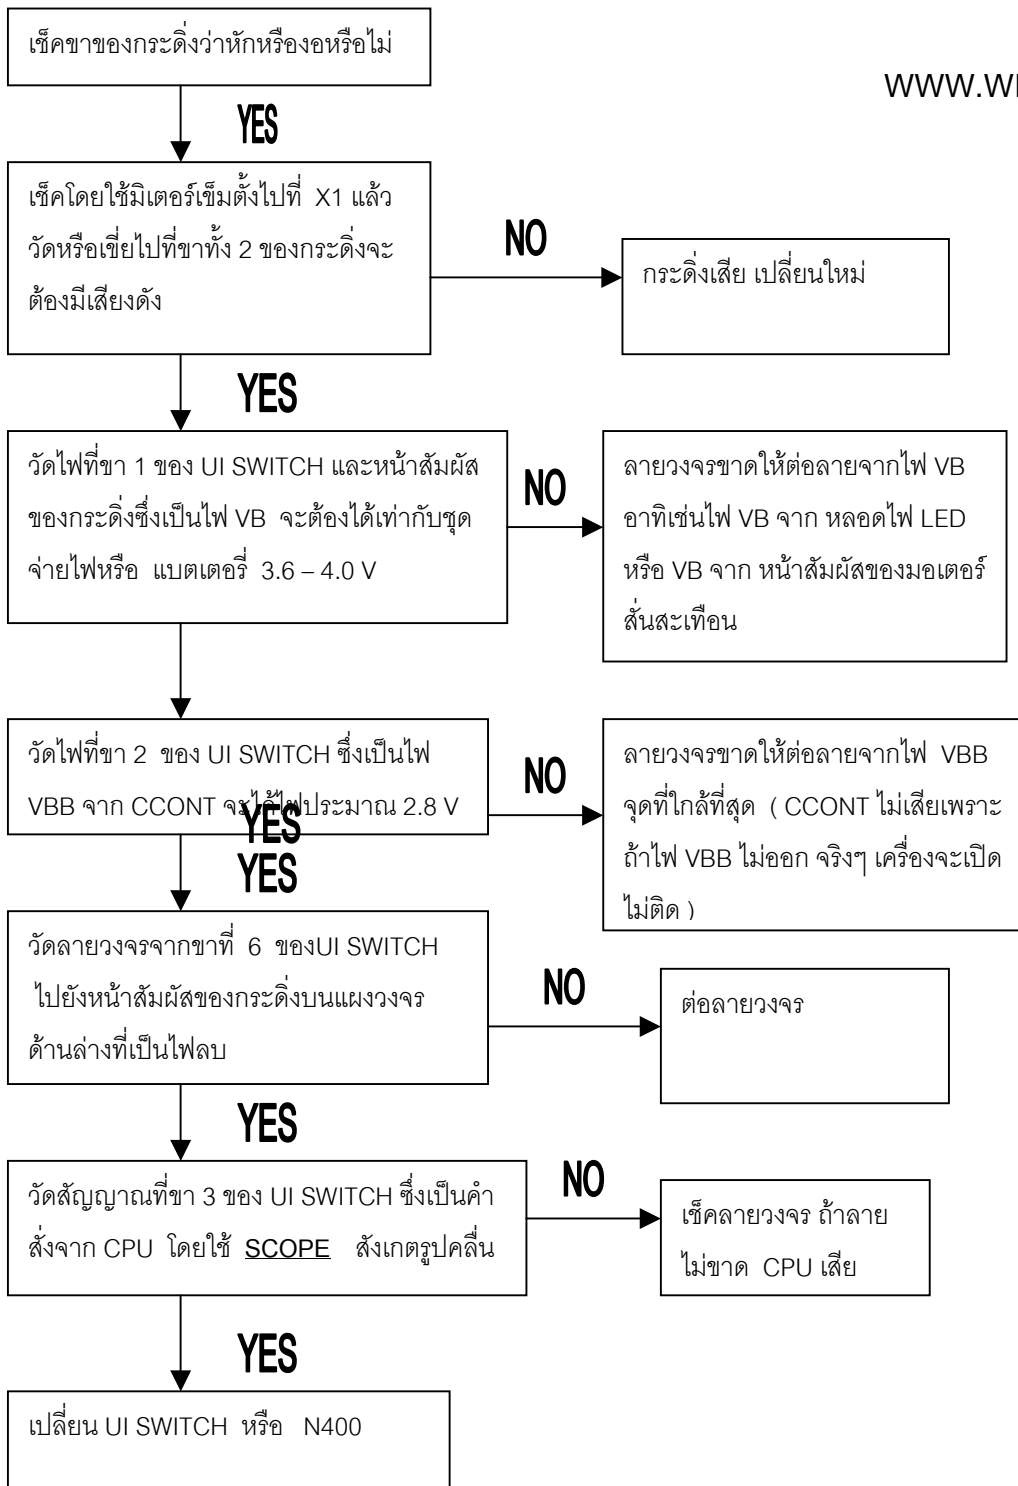 เช็คขาของกระดิ่งว่าหักหรืองอหรือไม่
WWW.W
YES
เช็คโดยใช้มิเตอร์เข็มตั้งไปที่ X1 แล้ว
วัดหรือเขี่ยไปที่ขาทั้ง 2 ของกระดิ่งจะ
ต้องมีเสียงดัง
NO
กระดิ่งเสีย เปลี่ยนใหม่
YES
วัดไฟที่ขา 1 ของ UI SWITCH และหน้าสัมผัส
ของกระดิ่งซึ่งเป็นไฟ VB จะต้องได้เท่ากับชุด
จ่ายไฟหรือ แบตเตอรี่ 3.6 – 4.0 V
NO
ลายวงจรขาดให้ต่อลายจากไฟ VB
อาทิเช่นไฟ VB จาก หลอดไฟ LED
หรือ VB จาก หน้าสัมผัสของมอเตอร์
สั่นสะเทือน
วัดไฟที่ขา 2 ของ UI SWITCH ซึ่งเป็นไฟ
VBB จาก CCONT จะได้ไฟประมาณ 2.8 V
NO
ลายวงจรขาดให้ต่อลายจากไฟ VBB
จุดที่ใกล้ที่สุด ( CCONT ไม่เสียเพราะ
ถ้าไฟ VBB ไม่ออก จริงๆ เครื่องจะเปิด
ไม่ติด )
YES
YES
วัดลายวงจรจากขาที่ 6 ของUI SWITCH
ไปยังหน้าสัมผัสของกระดิ่งบนแผงวงจร
ด้านล่างที่เป็นไฟลบ
NO
ต่อลายวงจร
YES
วัดสัญญาณที่ขา 3 ของ UI SWITCH ซึ่งเป็นคำ
สั่งจาก CPU โดยใช้ SCOPE สังเกตรูปคลื่น
NO
เช็คลายวงจร ถ้าลาย
ไม่ขาด CPU เสีย
YES
เปลี่ยน UI SWITCH หรือ N400